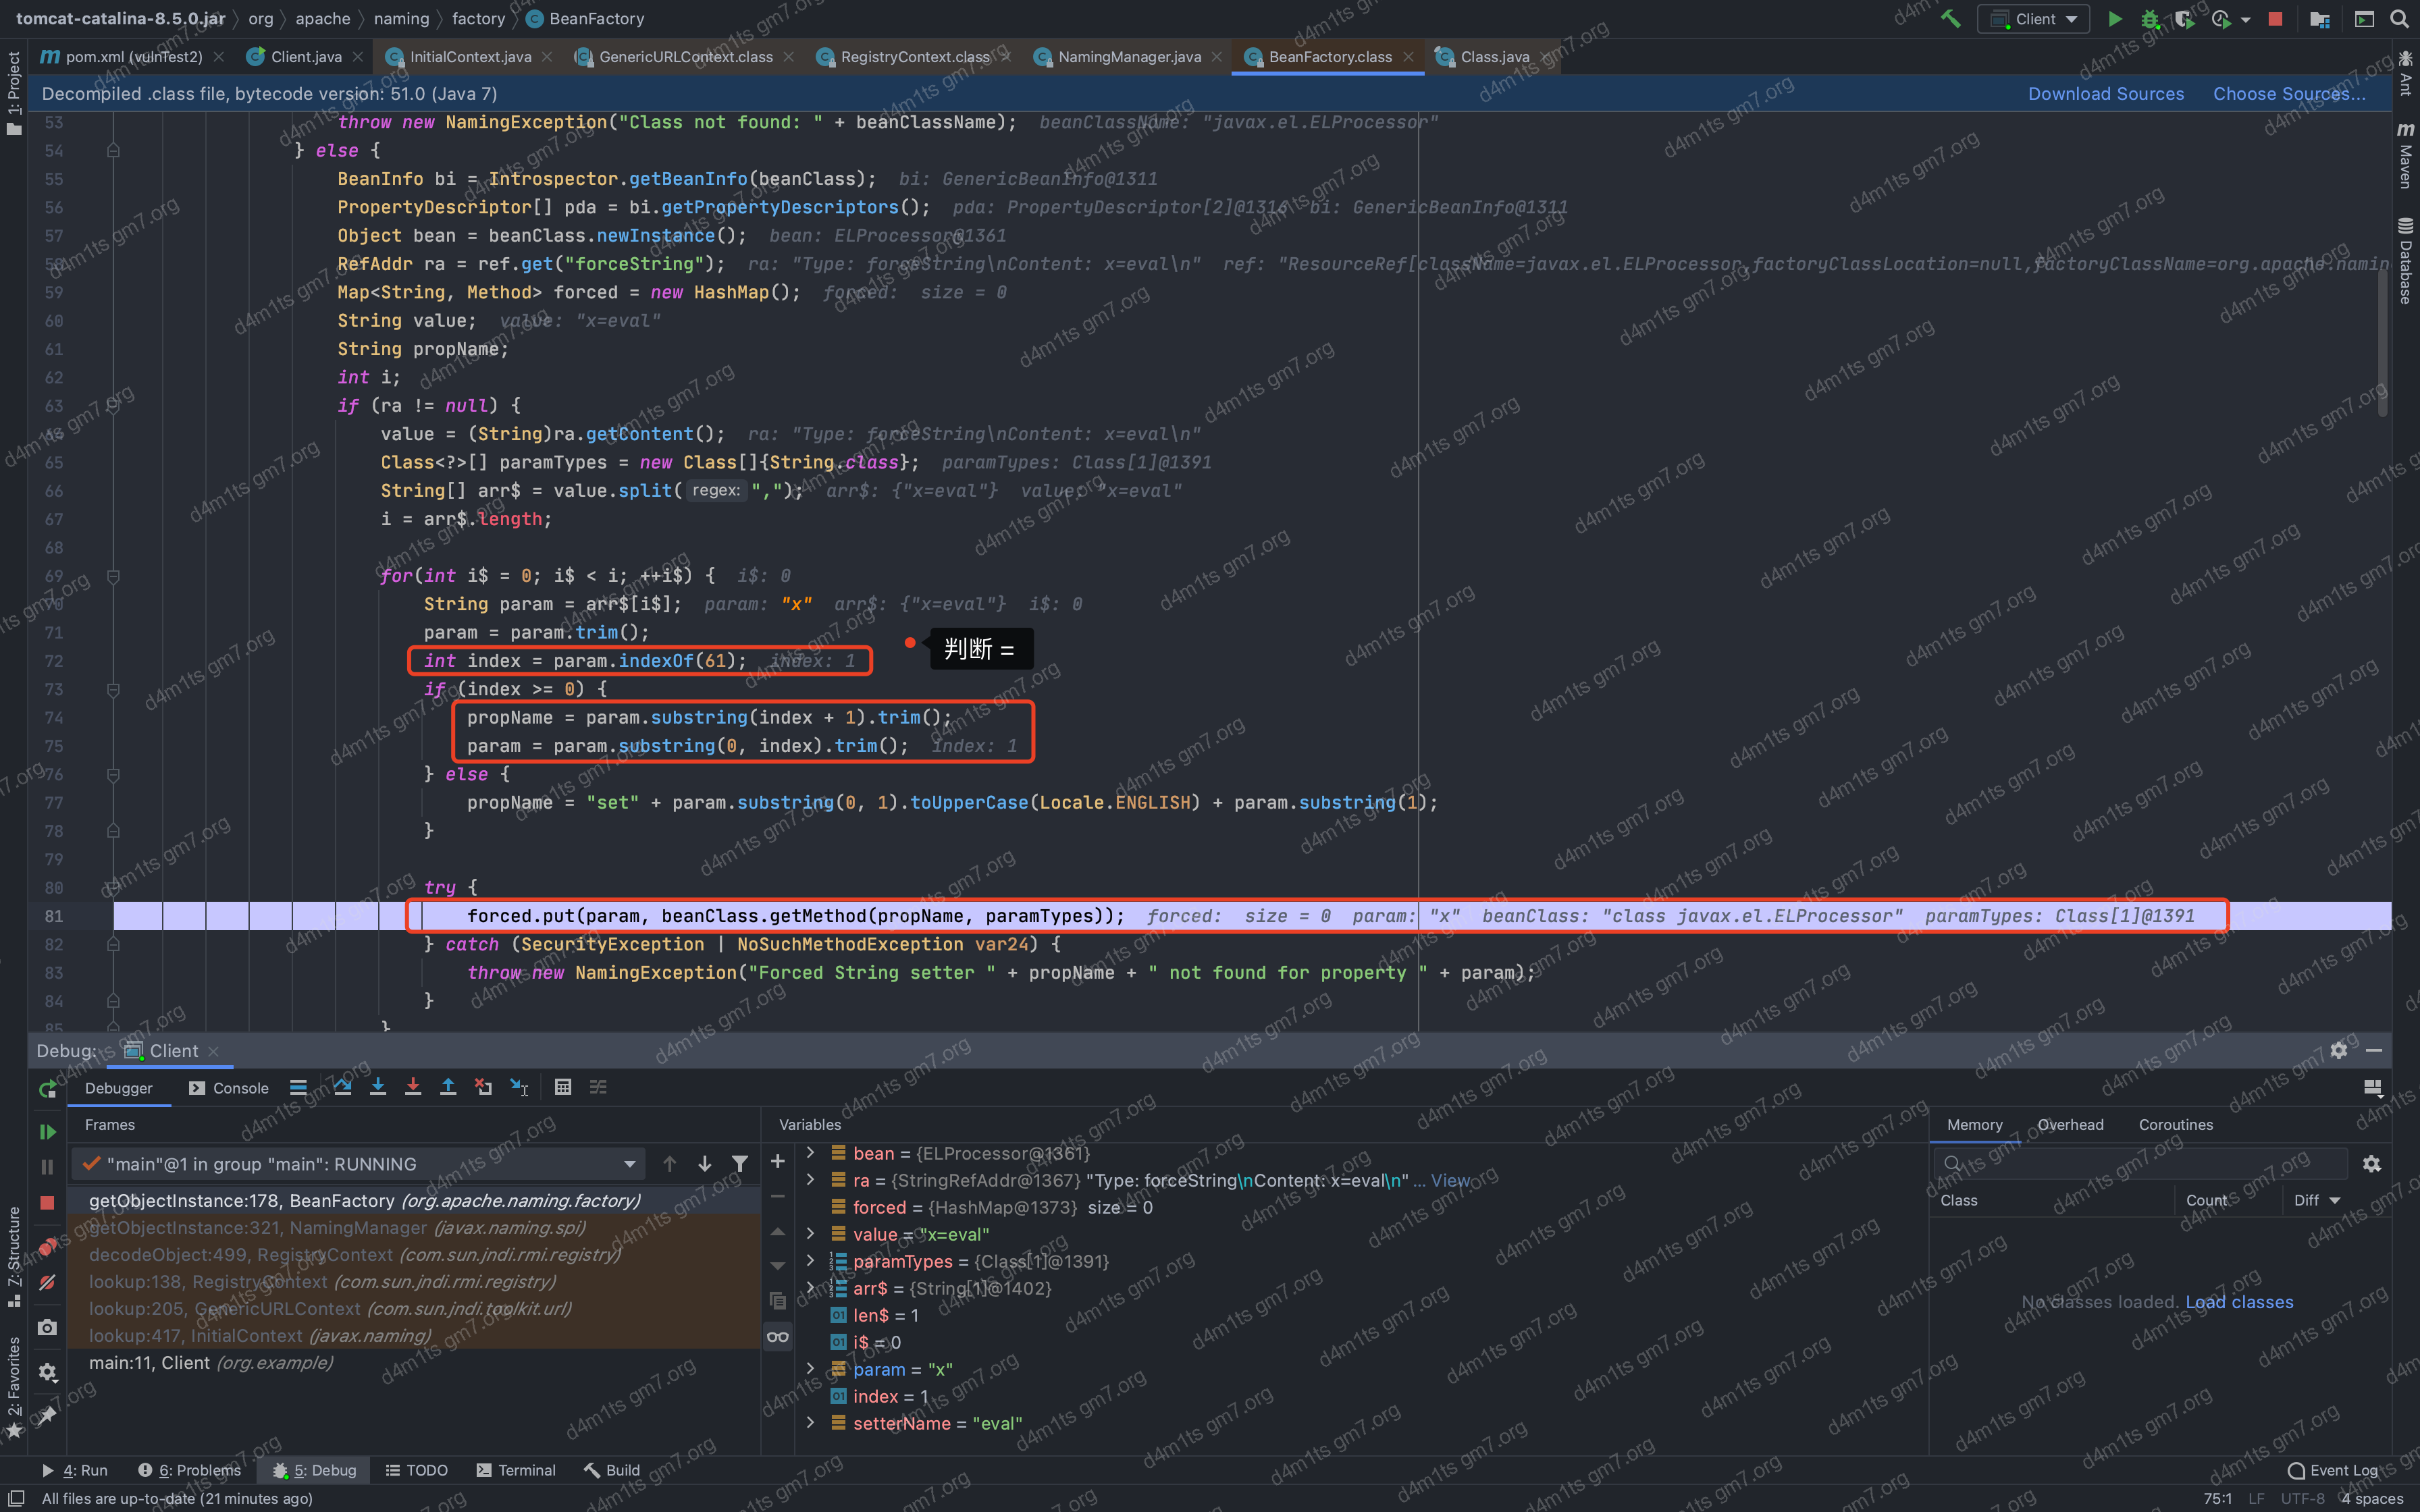 tomcat-catalina-8.5.0.jar 〉 org 〉 apache 〉 naming 〉 factory 〉 BeanFactory
Client
pom.xml (vulnTest2) Client.java InitialContext.java GenericURLContext.class RegistryContext.class NamingManager.java BeanFactory.class Class.java
Decompiled .class file, bytecode version: 51.0 (Java 7) Download Sources Choose Sources...
53 throw new NamingException("Class not found: " + beanClassName); beanClassName: "javax.el.ELProcessor"
54 } else {
55 BeanInfo bi = Introspector.getBeanInfo(beanClass); bi: GenericBeanInfo@1311
56 PropertyDescriptor[] pda = bi.getPropertyDescriptors(); pda: PropertyDescriptor[2]@1316 bi: GenericBeanInfo@1311
57 Object bean = beanClass.newInstance(); bean: ELProcessor@1361
58 RefAddr ra = ref.get("forceString"); ra: "Type: forceString\nContent: x=eval\n" ref: "ResourceRef[className=javax.el.ELProcessor,factoryClassLocation=null,factoryClassName=org.apache.namin
59 Map<String, Method> forced = new HashMap(); forced: size = 0
60 String value; value: "x=eval"
61 String propName;
62 int i;
63 if (ra != null) {
64 value = (String)ra.getContent(); ra: "Type: forceString\nContent: x=eval\n"
65 Class<?>[] paramTypes = new Class[]{String.class}; paramTypes: Class[1]@1391
66 String[] arr$ = value.split( regex: ","); arr$: {"x=eval"} value: "x=eval"
67 i = arr$.length;
68
69 for(int i$ = 0; i$ < i; ++i$) { i$: 0
70 String param = arr$[i$]; param: "x" arr$: {"x=eval"} i$: 0
71 param = param.trim();
判断 =
72 int index = param.indexOf(61); index: 1
73 if (index >= 0) {
74 propName = param.substring(index + 1).trim();
75 param = param.substring(0, index).trim(); index: 1
76 } else {
77 propName = "set" + param.substring(0, 1).toUpperCase(Locale.ENGLISH) + param.substring(1);
78 }
79
80 try {
81 forced.put(param, beanClass.getMethod(propName, paramTypes)); forced: size = 0 param: "x" beanClass: "class javax.el.ELProcessor" paramTypes: Class[1]@1391
82 } catch (SecurityException | NoSuchMethodException var24) {
83 throw new NamingException("Forced String setter " + propName + " not found for property " + param);
84 }
85 }
Debug: Client
Debugger Console
Frames
"main"@1 in group "main": RUNNING
getObjectInstance:178, BeanFactory (org.apache.naming.factory)
getObjectInstance:321, NamingManager (javax.naming.spi)
decodeObject:499, RegistryContext (com.sun.jndi.rmi.registry)
lookup:138, RegistryContext (com.sun.jndi.rmi.registry)
lookup:205, GenericURLContext (com.sun.jndi.toolkit.url)
lookup:417, InitialContext (javax.naming)
main:11, Client (org.example)
Variables
bean = {ELProcessor@1361}
ra = {StringRefAddr@1367} "Type: forceString\nContent: x=eval\n" ... View
forced = {HashMap@1373} size = 0
value = "x=eval"
paramTypes = {Class[1]@1391}
arr$ = {String[1]@1402}
len$ = 1
i$ = 0
param = "x"
index = 1
setterName = "eval"
Memory Overhead Coroutines
Class Count Diff
No classes loaded. Load classes
1: Project
7: Structure
2: Favorites
Ant
Maven
Database
4: Run 6: Problems 5: Debug TODO Terminal Build Event Log
All files are up-to-date (21 minutes ago) 75:1 LF UTF-8 4 spaces
d4m1ts gm7.org